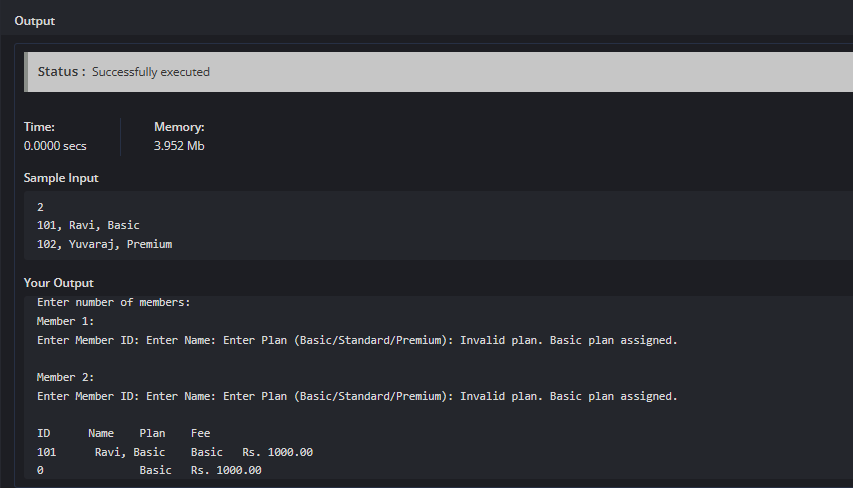 Output
Status : Successfully executed
Time: Memory:
0.0000 secs 3.952 Mb
Sample Input
2
101, Ravi, Basic
102, Yuvaraj, Premium
Your Output
Enter number of members:
Member 1:
Enter Member ID: Enter Name: Enter Plan (Basic/Standard/Premium): Invalid plan. Basic plan assigned.
Member 2:
Enter Member ID: Enter Name: Enter Plan (Basic/Standard/Premium): Invalid plan. Basic plan assigned.
ID Name Plan Fee
101 Ravi, Basic Basic Rs. 1000.00
0 Basic Rs. 1000.00